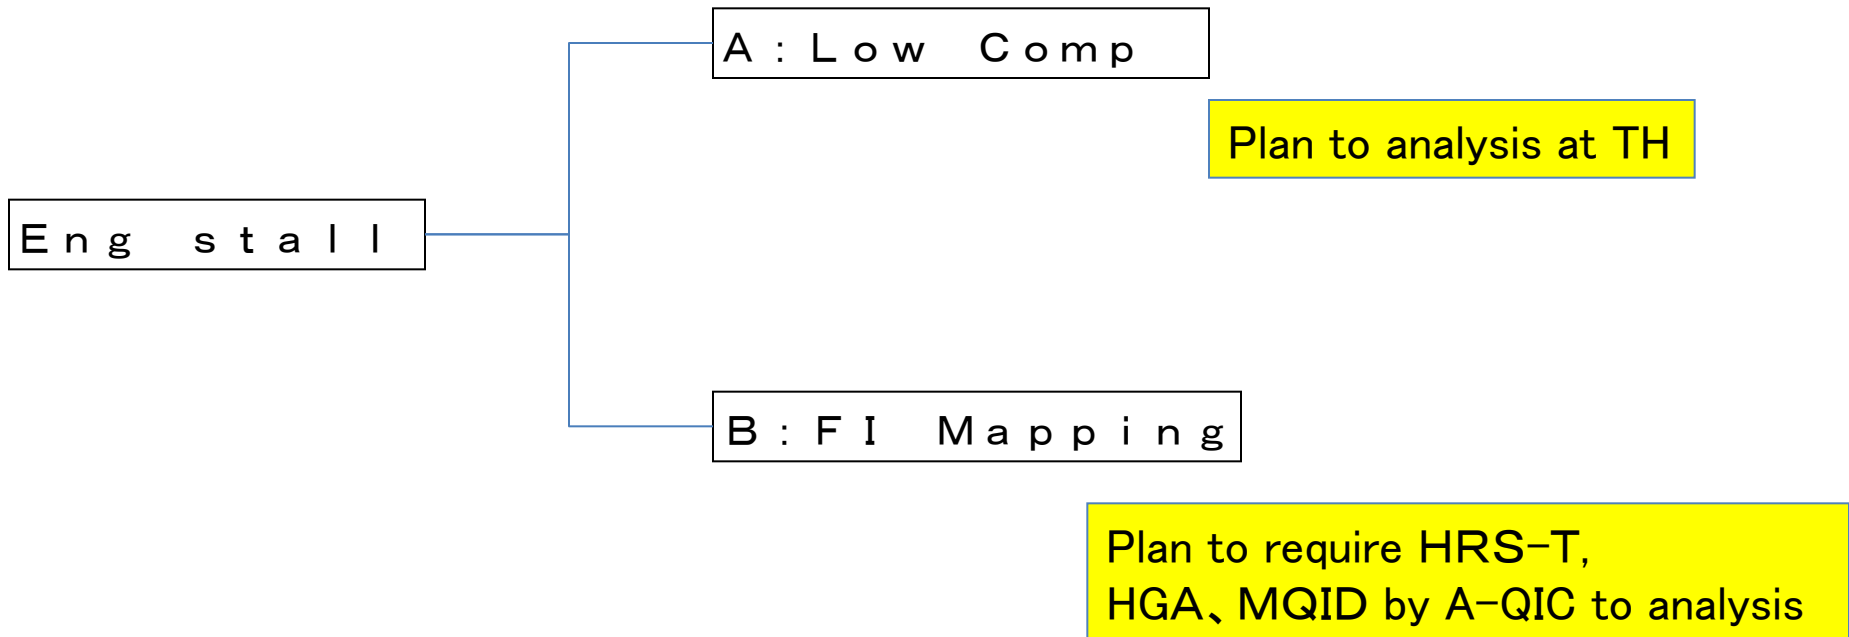 A：Low Comp
Plan to analysis at TH
Eng stall
B：FI Mapping
Plan to require HRS-T,
HGA、MQID by A-QIC to analysis